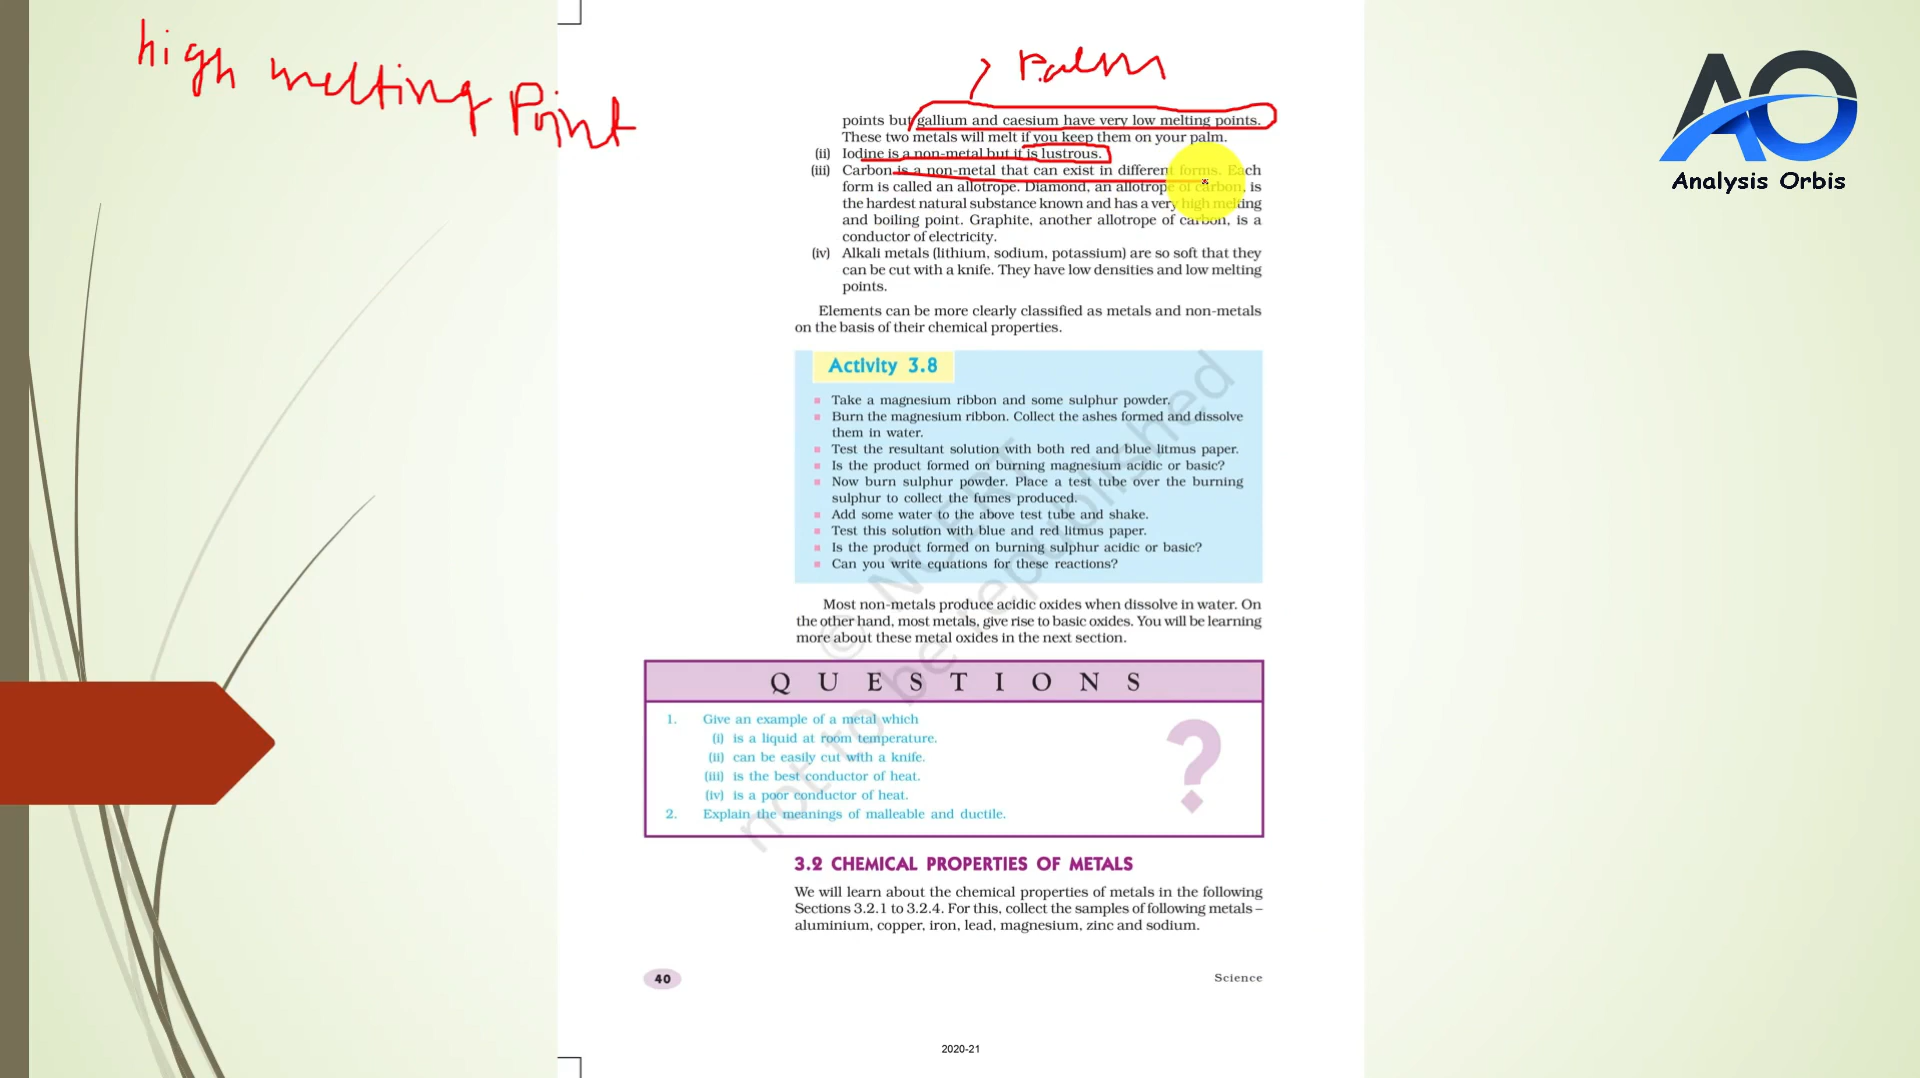 high melting Point
Palm
points but gallium and caesium have very low melting points.
These two metals will melt if you keep them on your palm.
(ii) Iodine is a non-metal but it is lustrous.
(iii) Carbon is a non-metal that can exist in different forms. Each
form is called an allotrope. Diamond, an allotrope of carbon, is
the hardest natural substance known and has a very high melting
and boiling point. Graphite, another allotrope of carbon, is a
conductor of electricity.
(iv) Alkali metals (lithium, sodium, potassium) are so soft that they
can be cut with a knife. They have low densities and low melting
points.
Elements can be more clearly classified as metals and non-metals
on the basis of their chemical properties.
Activity 3.8
Take a magnesium ribbon and some sulphur powder.
Burn the magnesium ribbon. Collect the ashes formed and dissolve
them in water.
Test the resultant solution with both red and blue litmus paper.
Is the product formed on burning magnesium acidic or basic?
Now burn sulphur powder. Place a test tube over the burning
sulphur to collect the fumes produced.
Add some water to the above test tube and shake.
Test this solution with blue and red litmus paper.
Is the product formed on burning sulphur acidic or basic?
Can you write equations for these reactions?
Most non-metals produce acidic oxides when dissolve in water. On
the other hand, most metals, give rise to basic oxides. You will be learning
more about these metal oxides in the next section.
QUESTIONS
1. Give an example of a metal which
(i) is a liquid at room temperature.
(ii) can be easily cut with a knife.
(iii) is the best conductor of heat.
(iv) is a poor conductor of heat.
2. Explain the meanings of malleable and ductile.
?
3.2 CHEMICAL PROPERTIES OF METALS
We will learn about the chemical properties of metals in the following
Sections 3.2.1 to 3.2.4. For this, collect the samples of following metals –
aluminium, copper, iron, lead, magnesium, zinc and sodium.
40
Science
2020-21
© NCERT
not to be republished
AO
Analysis Orbis